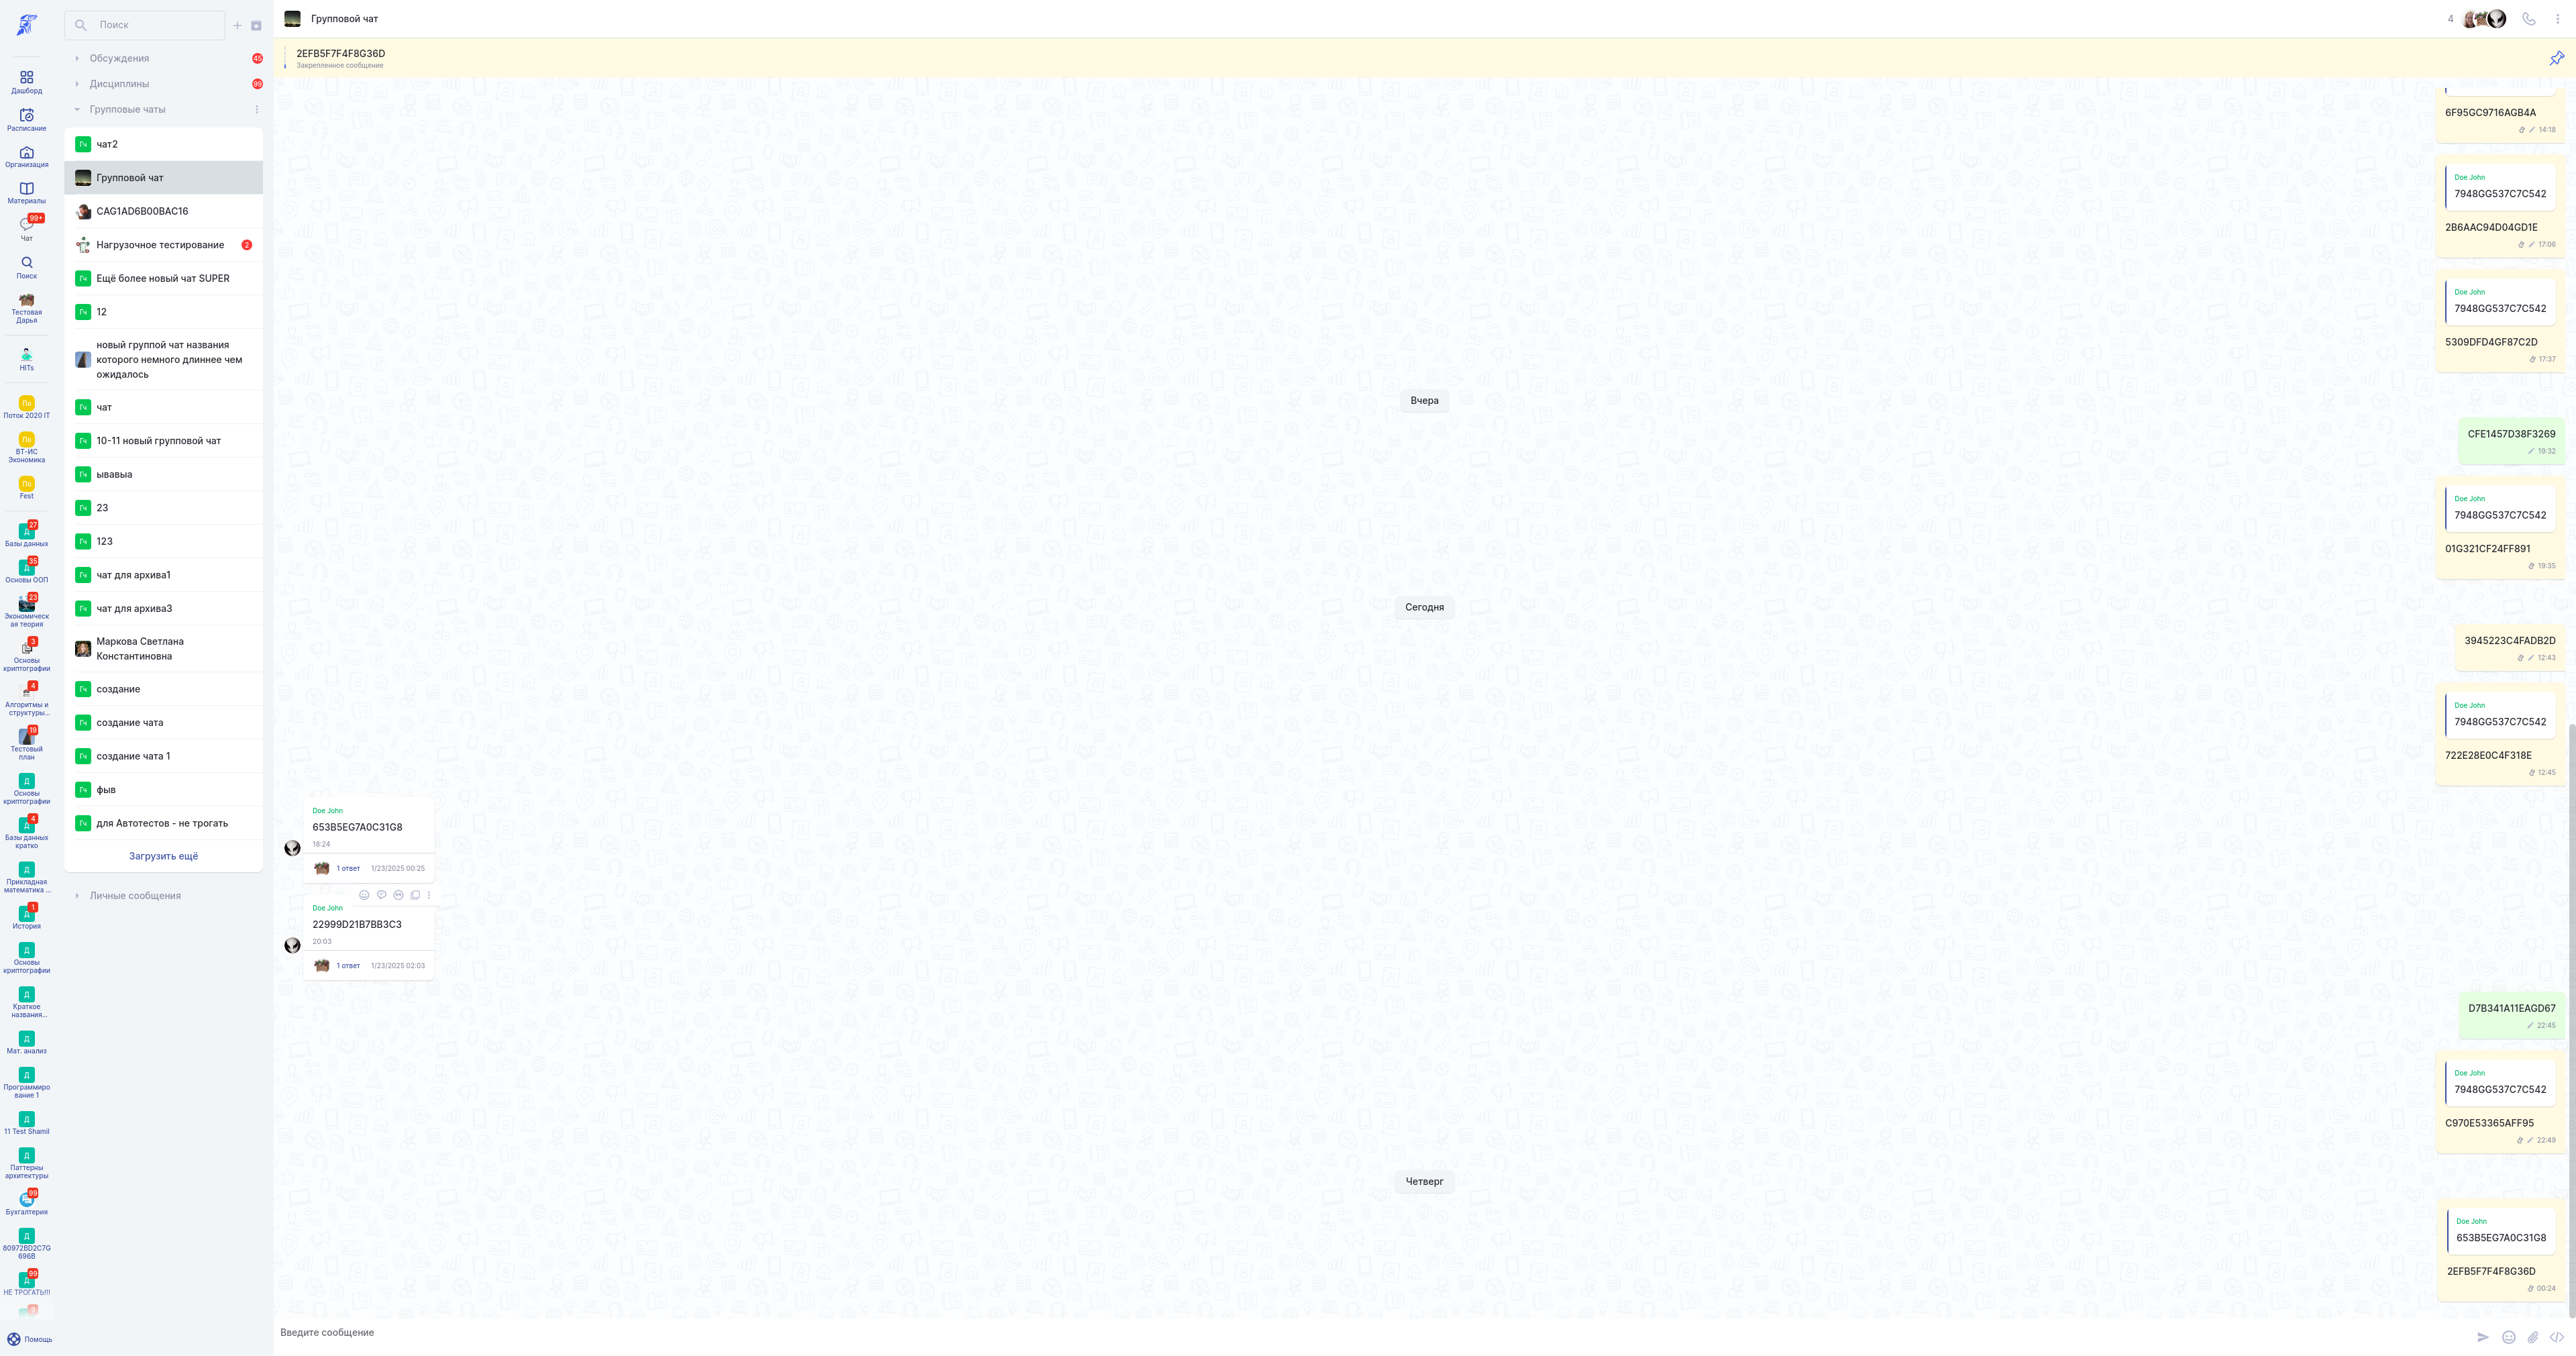 Дашборд
Расписание
Организация
Материалы
99+
Чат
Поиск
Тестовая
Дарья
HITs
По
Поток 2020 IT
По
ВТ-ИС
Экономика
По
Fest
27
Д
Базы данных
35
Д
Основы ООП
23
Экономическ
ая теория
3
Основы
криптографии
4
Алгоритмы и
структуры...
19
Тестовый
план
Д
Основы
криптографии
4
Д
Базы данных
кратко
Д
Прикладная
математика ...
1
Д
История
Д
Основы
криптографии
Д
Краткое
названия...
Д
Мат. анализ
Д
Программиро
вание 1
Д
11 Test Shamil
Д
Паттерны
архитектуры
99
Бухгалтерия
Д
80972BD2C7G
696B
99
Д
НЕ ТРОГАТЬ!!!
Помощь
Поиск
Обсуждения 45
Дисциплины 99
Групповые чаты
Гч чат2
Групповой чат
CAG1AD6B00BAC16
Нагрузочное тестирование 2
Гч Ещё более новый чат SUPER
Гч 12
новый группой чат названия
которого немного длиннее чем
ожидалось
Гч чат
Гч 10-11 новый групповой чат
Гч ывавыа
Гч 23
Гч 123
Гч чат для архива1
Гч чат для архива3
Маркова Светлана
Константиновна
Гч создание
Гч создание чата
Гч создание чата 1
Гч фыв
Гч для Автотестов - не трогать
Загрузить ещё
Личные сообщения
Групповой чат
4
2EFB5F7F4F8G36D
Закрепленное сообщение
6F95GC9716AGB4A
14:18
Doe John
7948GG537C7C542
2B6AAC94D04GD1E
17:06
Doe John
7948GG537C7C542
5309DFD4GF87C2D
17:37
Вчера
CFE1457D38F3269
19:32
Doe John
7948GG537C7C542
01G321CF24FF891
19:35
Сегодня
3945223C4FADB2D
12:43
Doe John
7948GG537C7C542
722E28E0C4F318E
12:45
Doe John
653B5EG7A0C31G8
18:24
1 ответ 1/23/2025 00:25
Doe John
22999D21B7BB3C3
20:03
1 ответ 1/23/2025 02:03
D7B341A11EAGD67
22:45
Doe John
7948GG537C7C542
C970E53365AFF95
22:49
Четверг
Doe John
653B5EG7A0C31G8
2EFB5F7F4F8G36D
00:24
Введите сообщение